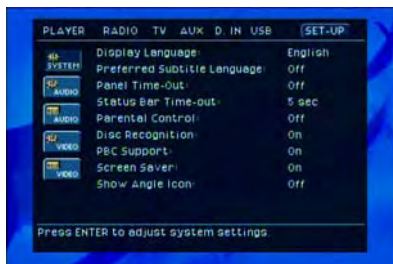 PLAYER RADIO TV AUX D. IN USB SET-UP
SYSTEM
AUDIO
AUDIO
VIDEO
VIDEO
Display Language: English
Preferred Subtitle Language: Off
Panel Time-Out: Off
Status Bar Time-out: 5 sec
Parental Control: Off
Disc Recognition: On
PBC Support: On
Screen Saver: On
Show Angle Icon: Off
Press ENTER to adjust system settings.